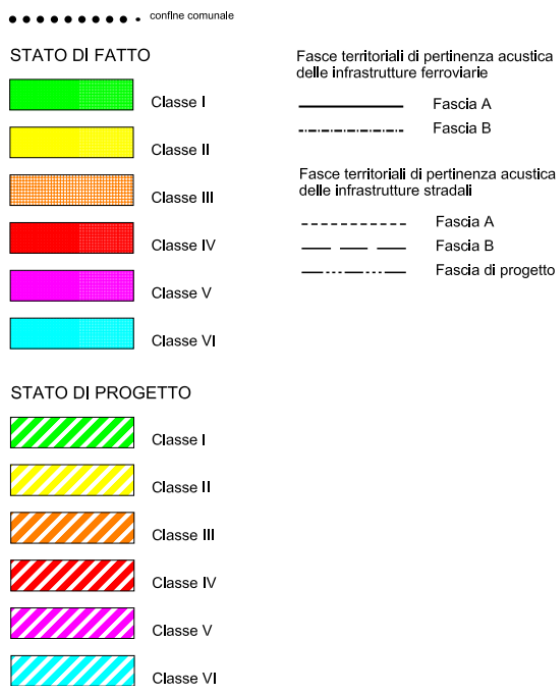 confine comunale
STATO DI FATTO
Classe I
Classe II
Classe III
Classe IV
Classe V
Classe VI
STATO DI PROGETTO
Classe I
Classe II
Classe III
Classe IV
Classe V
Classe VI
Fasce territoriali di pertinenza acustica
delle infrastrutture ferroviarie
Fascia A
Fascia B
Fasce territoriali di pertinenza acustica
delle infrastrutture stradali
Fascia A
Fascia B
Fascia di progetto